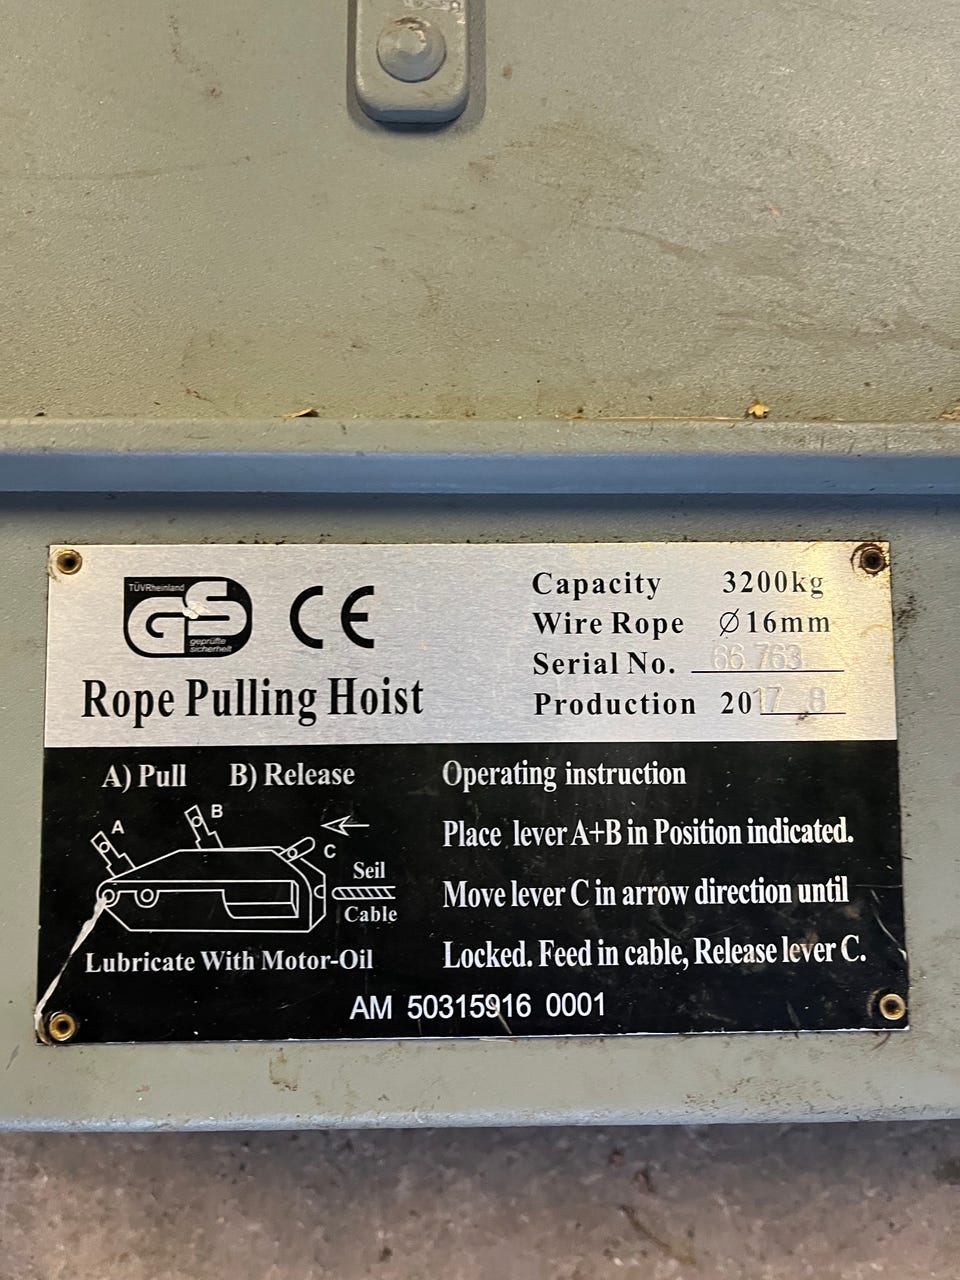 TÜVRheinland
GS
geprüfte
sicherheit
CE
Rope Pulling Hoist
Capacity 3200kg
Wire Rope Ø16mm
Serial No. 66 763
Production 2017 8
A) Pull B) Release
A
B
C
Seil
Cable
Lubricate With Motor-Oil
Operating instruction
Place lever A+B in Position indicated.
Move lever C in arrow direction until
Locked. Feed in cable, Release lever C.
AM 50315916 0001